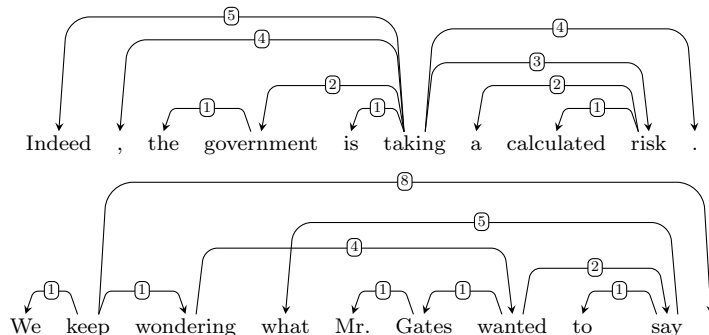 5
4 4
3
2 2
1 1 1
Indeed , the government is taking a calculated risk .
8
5
4
2
1 1 1 1 1
We keep wondering what Mr. Gates wanted to say